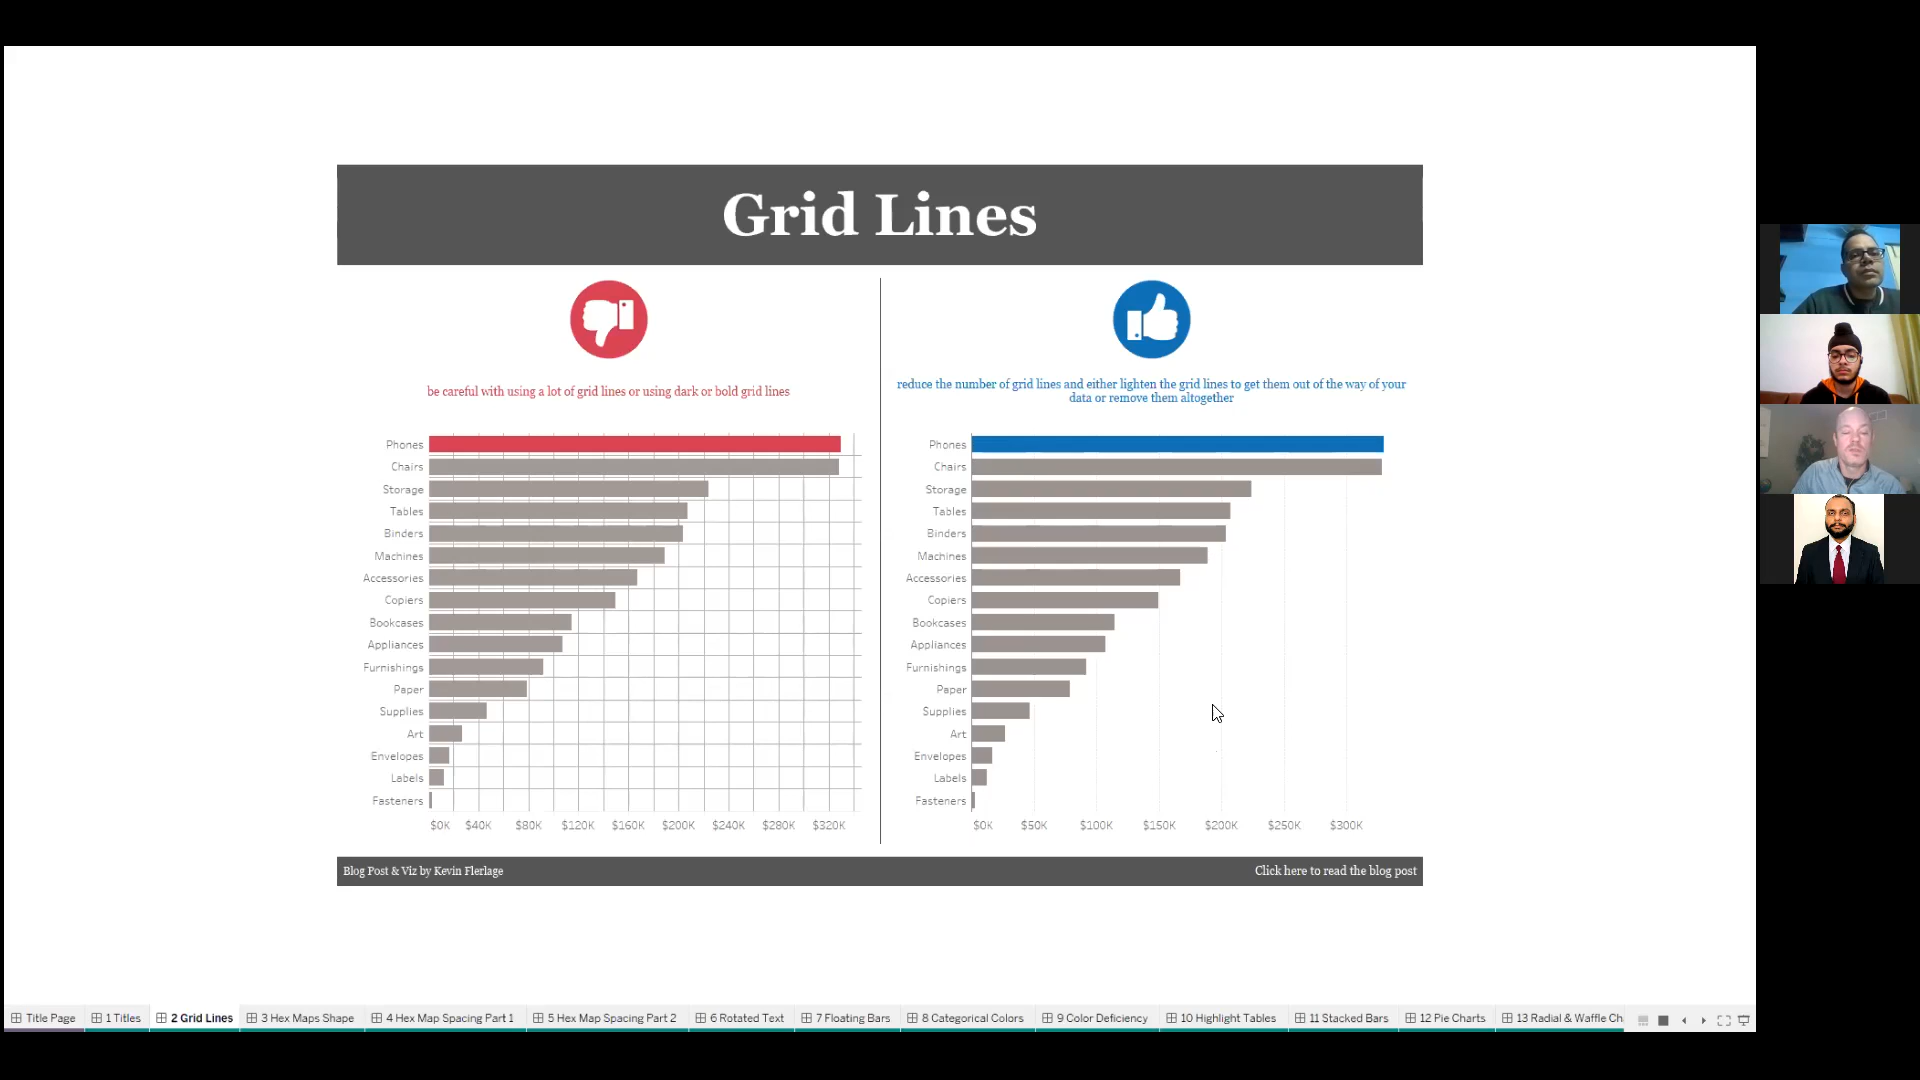 Grid Lines
be careful with using a lot of grid lines or using dark or bold grid lines
Phones
Chairs
Storage
Tables
Binders
Machines
Accessories
Copiers
Bookcases
Appliances
Furnishings
Paper
Supplies
Art
Envelopes
Labels
Fasteners
$0K $40K $80K $120K $160K $200K $240K $280K $320K
reduce the number of grid lines and either lighten the grid lines to get them out of the way of your
data or remove them altogether
Phones
Chairs
Storage
Tables
Binders
Machines
Accessories
Copiers
Bookcases
Appliances
Furnishings
Paper
Supplies
Art
Envelopes
Labels
Fasteners
$0K $50K $100K $150K $200K $250K $300K
Blog Post & Viz by Kevin Flerlage
Click here to read the blog post
Title Page 1 Titles 2 Grid Lines 3 Hex Maps Shape 4 Hex Map Spacing Part 1 5 Hex Map Spacing Part 2 6 Rotated Text 7 Floating Bars 8 Categorical Colors 9 Color Deficiency 10 Highlight Tables 11 Stacked Bars 12 Pie Charts 13 Radial & Waffle Ch